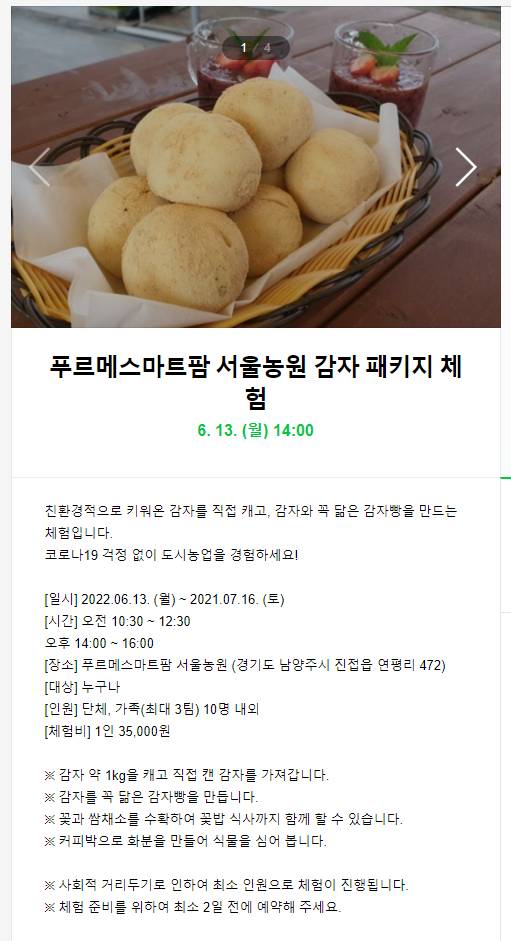 1 / 4
푸르메스마트팜 서울농원 감자 패키지 체
험
6. 13. (월) 14:00
친환경적으로 키워온 감자를 직접 캐고, 감자와 꼭 닮은 감자빵을 만드는
체험입니다.
코로나19 걱정 없이 도시농업을 경험하세요!
[일시] 2022.06.13. (월) ~ 2021.07.16. (토)
[시간] 오전 10:30 ~ 12:30
오후 14:00 ~ 16:00
[장소] 푸르메스마트팜 서울농원 (경기도 남양주시 진접읍 연평리 472)
[대상] 누구나
[인원] 단체, 가족(최대 3팀) 10명 내외
[체험비] 1인 35,000원
※ 감자 약 1kg을 캐고 직접 캔 감자를 가져갑니다.
※ 감자를 꼭 닮은 감자빵을 만듭니다.
※ 꽃과 쌈채소를 수확하여 꽃밥 식사까지 함께 할 수 있습니다.
※ 커피박으로 화분을 만들어 식물을 심어 봅니다.
※ 사회적 거리두기로 인하여 최소 인원으로 체험이 진행됩니다.
※ 체험 준비를 위하여 최소 2일 전에 예약해 주세요.